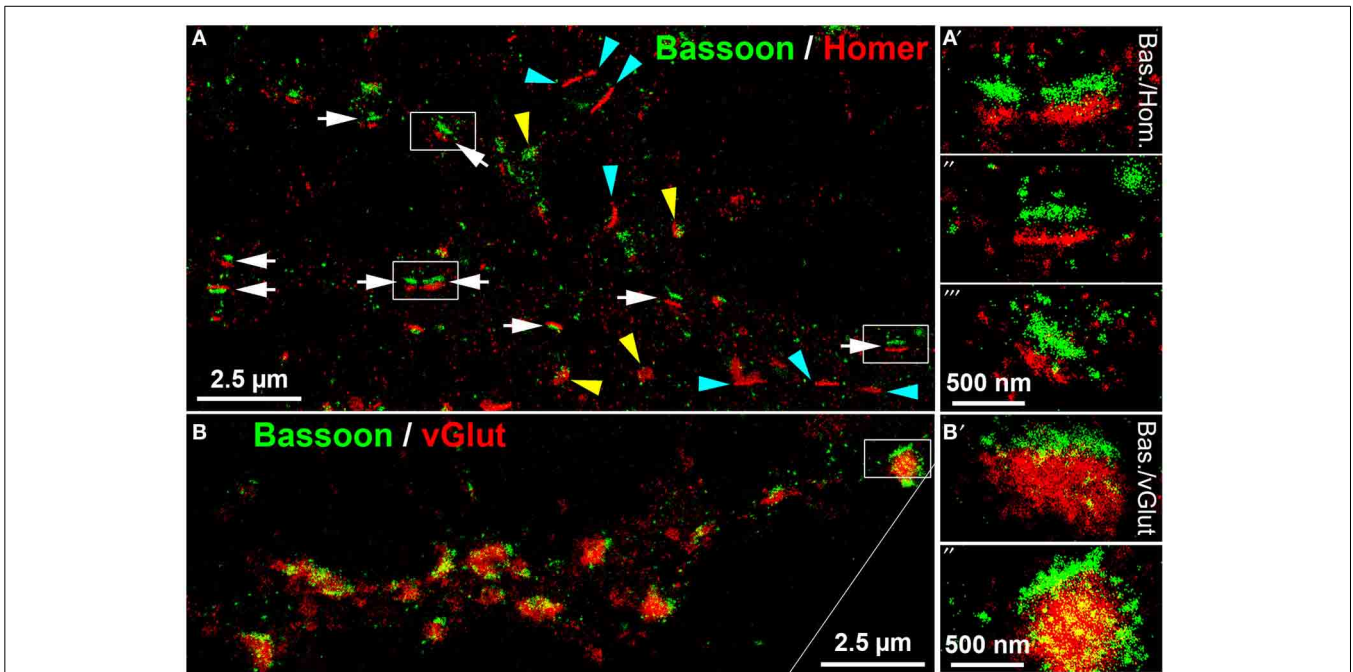 A
Bassoon / Homer
2.5 µm
B
Bassoon / vGlut
2.5 µm
A′
Bas./Hom.
″
‴
500 nm
B′
Bas./vGlut
″
500 nm